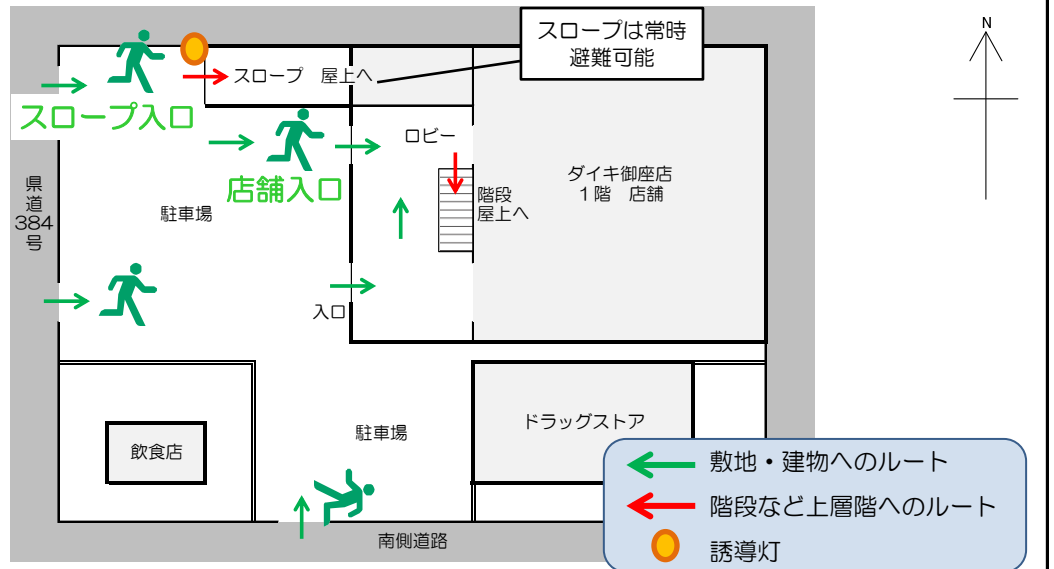 スロープは常時
避難可能
N
スロープ　屋上へ
スロープ入口
ロビー
店舗入口
ダイキ御座店
１階　店舗
階段
屋上へ
県道
384
号
駐車場
入口
飲食店
駐車場
ドラッグストア
南側道路
敷地・建物へのルート
階段など上層階へのルート
誘導灯